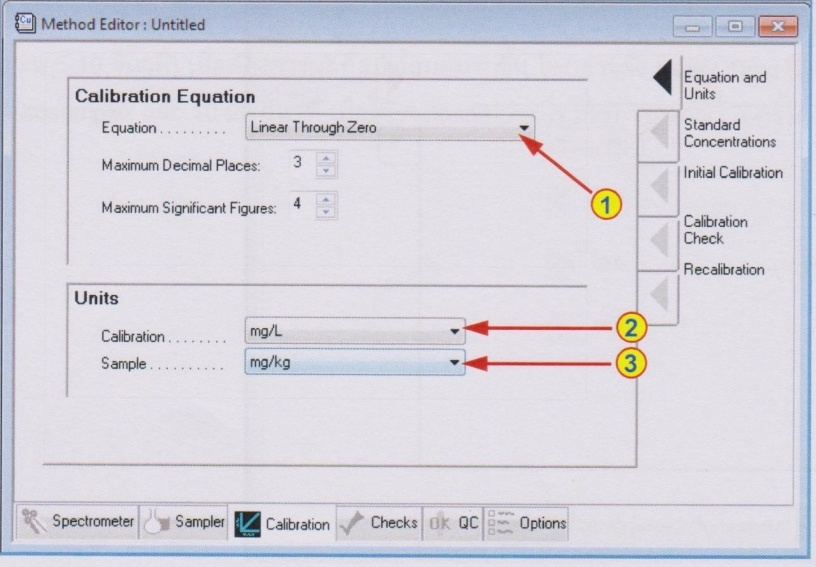 Cu Method Editor : Untitled
Calibration Equation
Equation ......... Linear Through Zero
Maximum Decimal Places: 3
Maximum Significant Figures: 4
1
Units
Calibration ........ mg/L
2
Sample .......... mg/kg
3
Equation and
Units
Standard
Concentrations
Initial Calibration
Calibration
Check
Recalibration
Spectrometer Sampler Calibration Checks ok QC Options